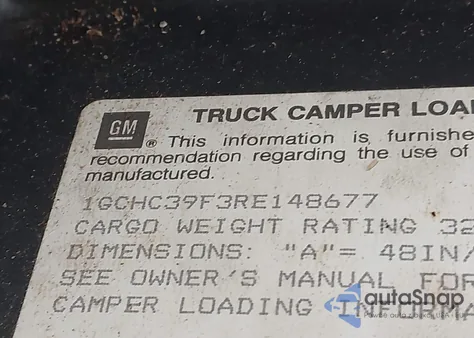 GM
TRUCK CAMPER LOA
® This information is furnishe
recommendation regarding the use of
manufactured.
1GCHC39F3RE148677
CARGO WEIGHT RATING 32
DIMENSIONS: "A"= 48IN/
SEE OWNER'S MANUAL FOR
CAMPER LOADING INFORMA
autoSnap